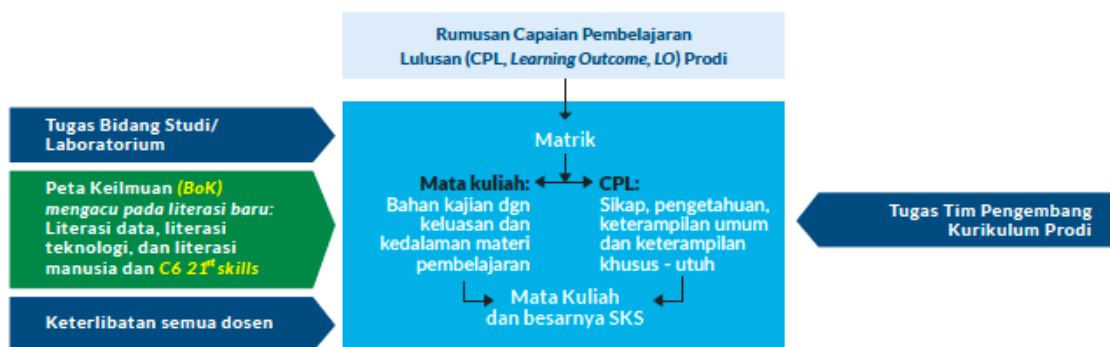 Rumusan Capaian Pembelajaran
Lulusan (CPL, Learning Outcome, LO) Prodi
Tugas Bidang Studi/
Laboratorium
Peta Keilmuan (BoK)
mengacu pada literasi baru:
Literasi data, literasi
teknologi, dan literasi
manusia dan C6 21st skills
Keterlibatan semua dosen
Matrik
Mata kuliah:
Bahan kajian dgn
keluasan dan
kedalaman materi
pembelajaran
CPL:
Sikap, pengetahuan,
keterampilan umum
dan keterampilan
khusus - utuh
Mata Kuliah
dan besarnya SKS
Tugas Tim Pengembang
Kurikulum Prodi